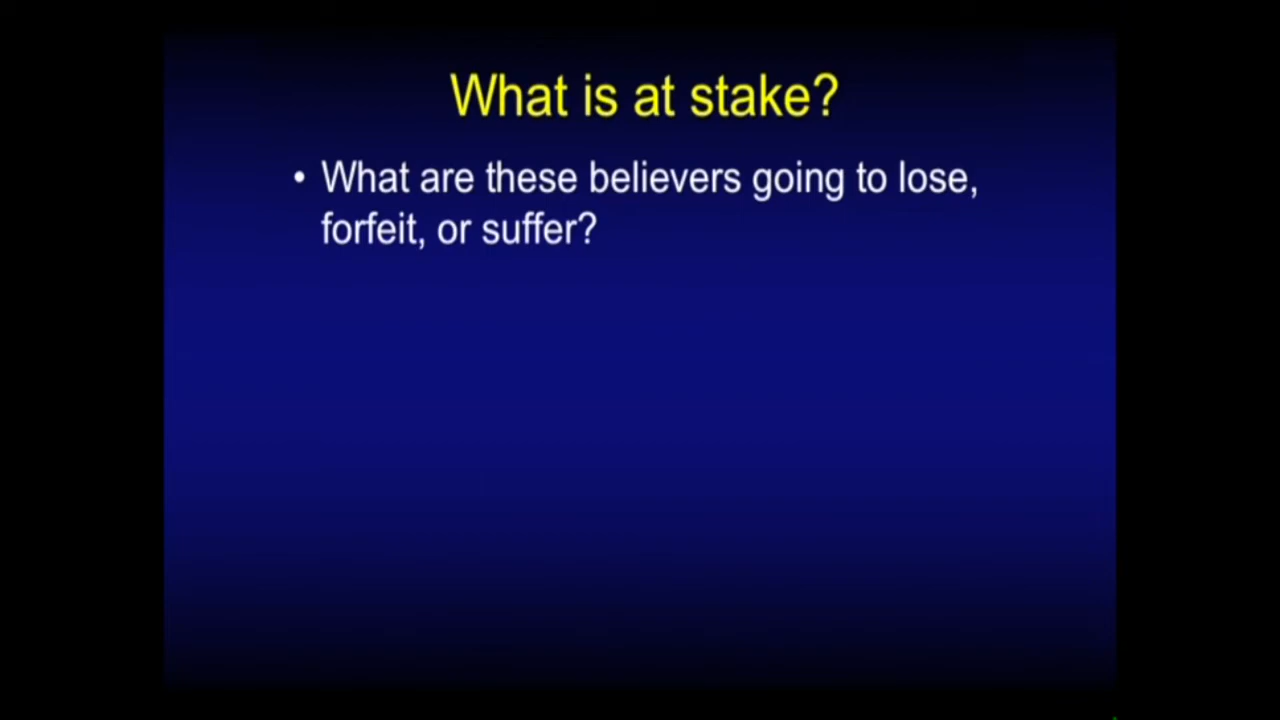 What is at stake?
• What are these believers going to lose,
forfeit, or suffer?